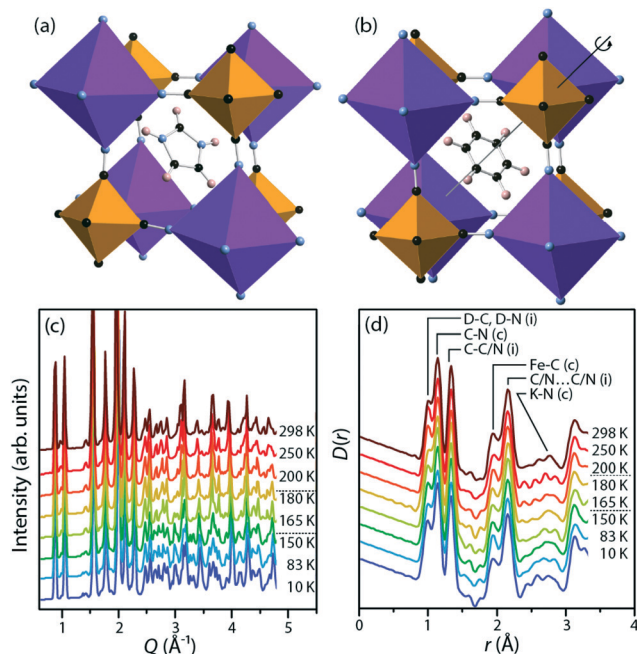 (a)
(b)
(c)
Intensity (arb. units)
298 K
250 K
200 K
180 K
165 K
150 K
83 K
10 K
1 2 3 4 5
Q (Å⁻¹)
(d)
D-C, D-N (i)
C-N (c)
C-C/N (i)
Fe-C (c)
C/N...C/N (i)
K-N (c)
D(r)
298 K
250 K
200 K
180 K
165 K
150 K
83 K
10 K
0 1 2 3 4
r (Å)